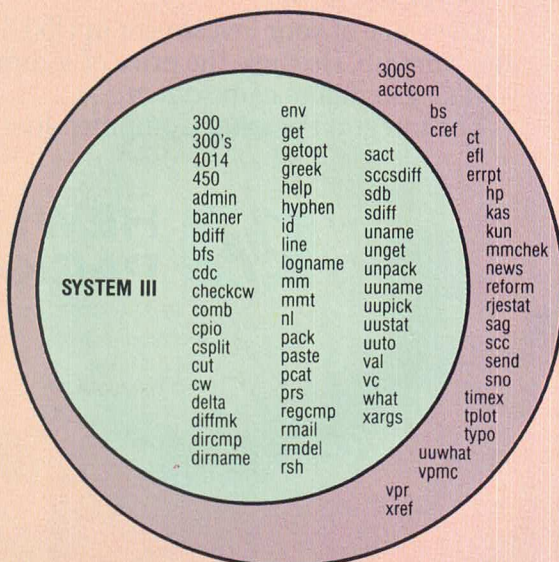 SYSTEM III
300
300's
4014
450
admin
banner
bdiff
bfs
cdc
checkcw
comb
cpio
csplit
cut
cw
delta
diffmk
dircmp
dirname
env
get
getopt
greek
help
hyphen
id
line
logname
mm
mmt
nl
pack
paste
pcat
prs
regcmp
rmail
rmdel
rsh
sact
sccsdiff
sdb
sdiff
uname
unget
unpack
uuname
uupick
uustat
uuto
val
vc
what
xargs
300S
acctcom
bs
cref
ct
efl
errpt
hp
kas
kun
mmchek
news
reform
rjestat
sag
scc
send
sno
timex
tplot
typo
uuwhat
vpmc
vpr
xref